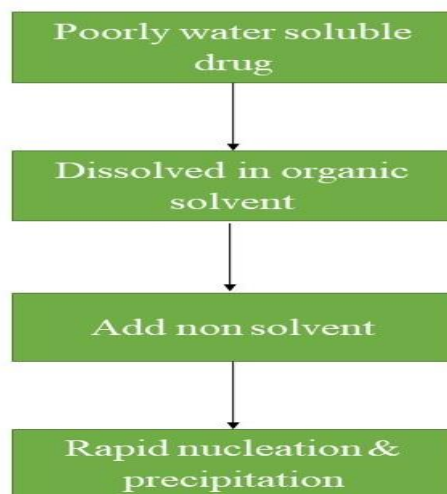 Poorly water soluble
drug
Dissolved in organic
solvent
Add non solvent
Rapid nucleation &
precipitation